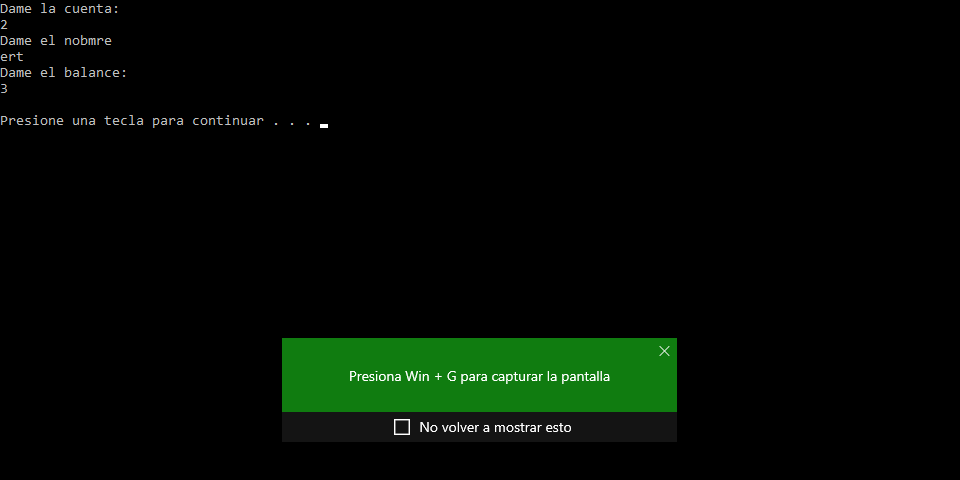 Dame la cuenta:
2
Dame el nobmre
ert
Dame el balance:
3
Presione una tecla para continuar . . .
Presiona Win + G para capturar la pantalla
No volver a mostrar esto